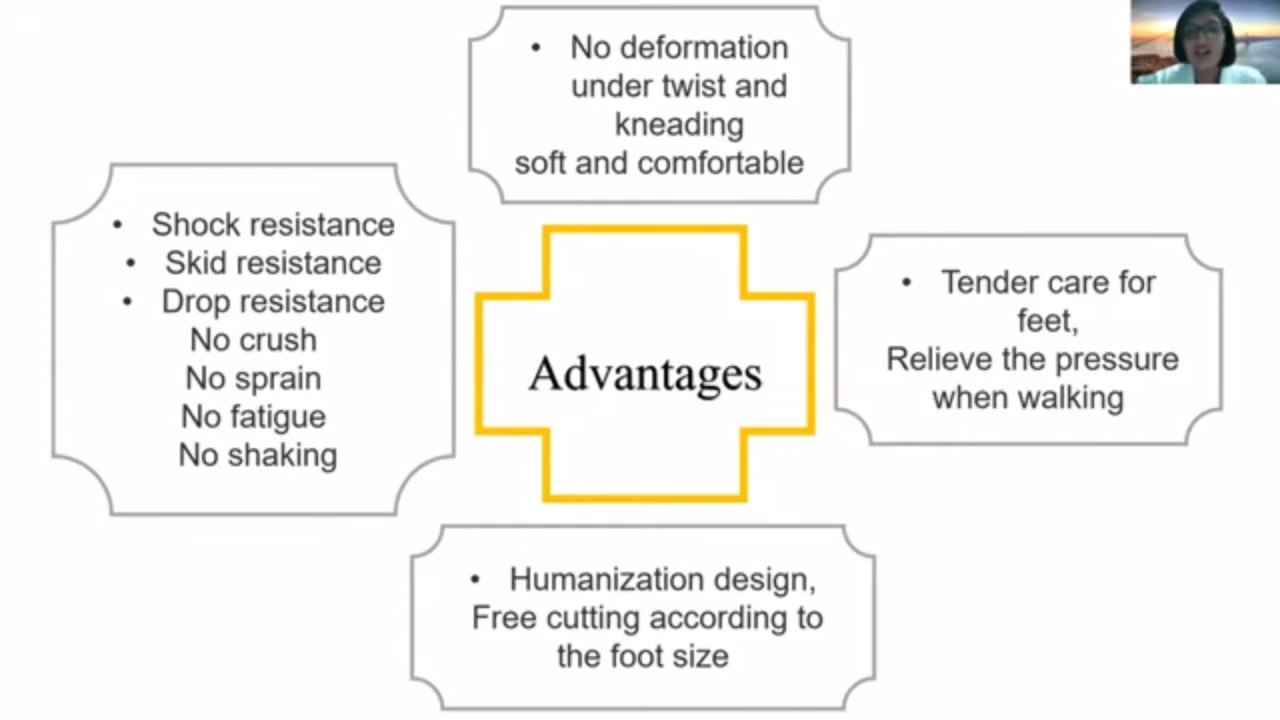 • No deformation
under twist and
kneading
soft and comfortable
• Shock resistance
• Skid resistance
• Drop resistance
No crush
No sprain
No fatigue
No shaking
Advantages
• Tender care for
feet,
Relieve the pressure
when walking
• Humanization design,
Free cutting according to
the foot size